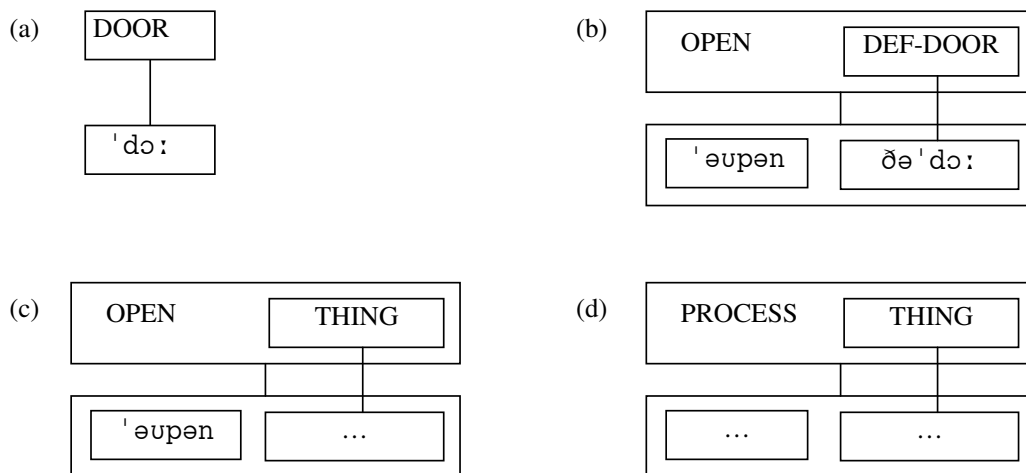 (a) DOOR
ˈdɔː
(b) OPEN DEF-DOOR
ˈəʊpən ðəˈdɔː
(c) OPEN THING
ˈəʊpən …
(d) PROCESS THING
… …